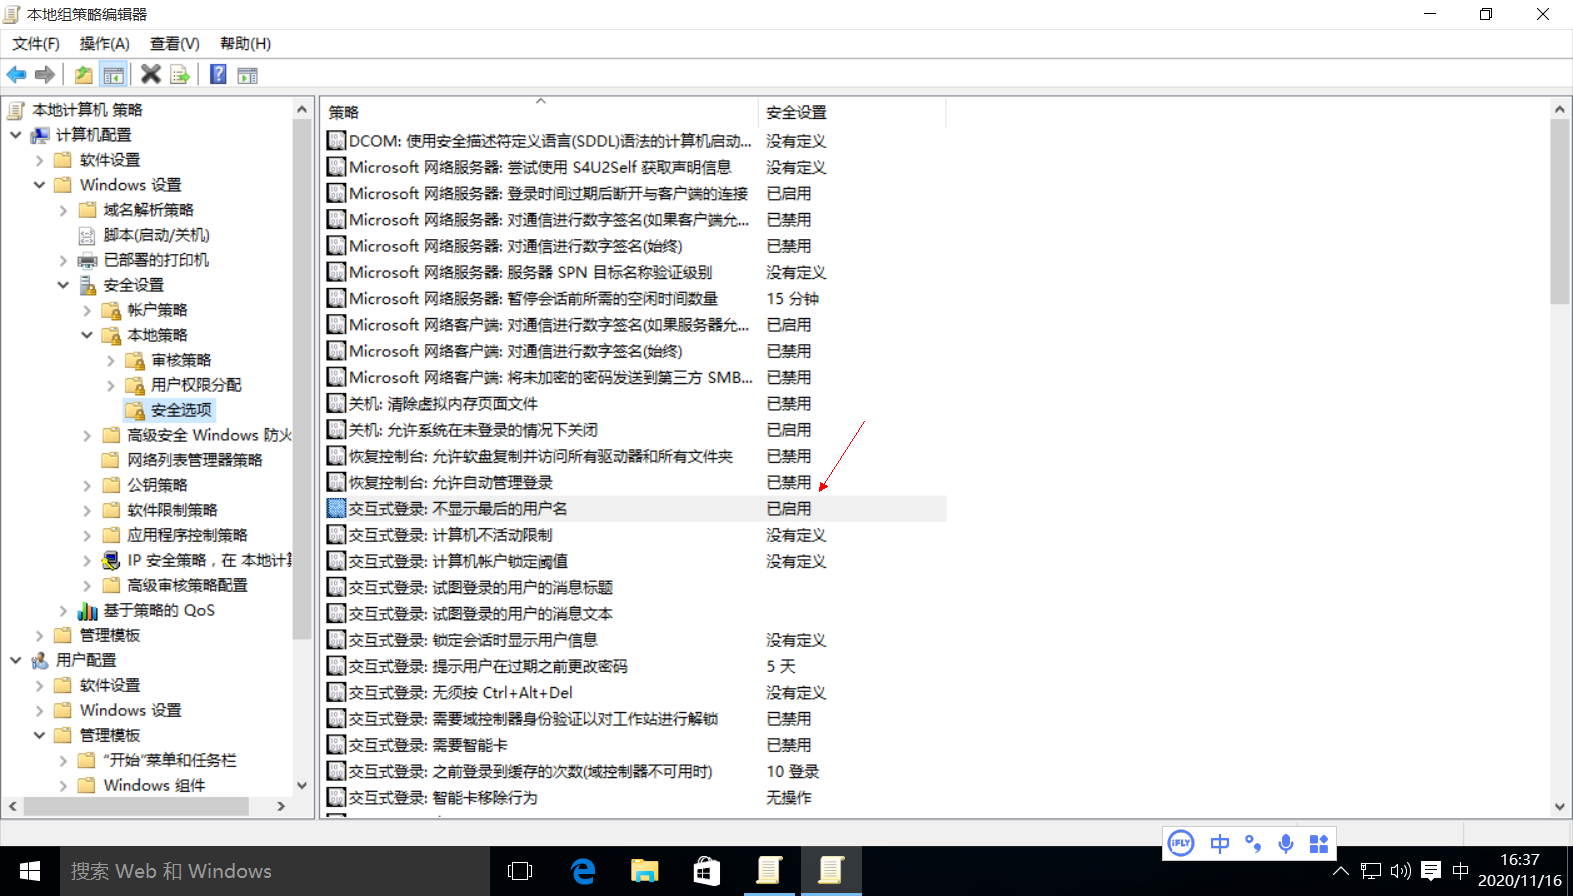 本地组策略编辑器
文件(F) 操作(A) 查看(V) 帮助(H)
本地计算机 策略
计算机配置
软件设置
Windows 设置
域名解析策略
脚本(启动/关机)
已部署的打印机
安全设置
帐户策略
本地策略
审核策略
用户权限分配
安全选项
高级安全 Windows 防火
网络列表管理器策略
公钥策略
软件限制策略
应用程序控制策略
IP 安全策略，在 本地计
高级审核策略配置
基于策略的 QoS
管理模板
用户配置
软件设置
Windows 设置
管理模板
“开始”菜单和任务栏
Windows 组件
策略 安全设置
DCOM: 使用安全描述符定义语言(SDDL)语法的计算机启动... 没有定义
Microsoft 网络服务器: 尝试使用 S4U2Self 获取声明信息 没有定义
Microsoft 网络服务器: 登录时间过期后断开与客户端的连接 已启用
Microsoft 网络服务器: 对通信进行数字签名(如果客户端允... 已禁用
Microsoft 网络服务器: 对通信进行数字签名(始终) 已禁用
Microsoft 网络服务器: 服务器 SPN 目标名称验证级别 没有定义
Microsoft 网络服务器: 暂停会话前所需的空闲时间数量 15 分钟
Microsoft 网络客户端: 对通信进行数字签名(如果服务器允... 已启用
Microsoft 网络客户端: 对通信进行数字签名(始终) 已禁用
Microsoft 网络客户端: 将未加密的密码发送到第三方 SMB... 已禁用
关机: 清除虚拟内存页面文件 已禁用
关机: 允许系统在未登录的情况下关闭 已启用
恢复控制台: 允许软盘复制并访问所有驱动器和所有文件夹 已禁用
恢复控制台: 允许自动管理登录 已禁用
交互式登录: 不显示最后的用户名 已启用
交互式登录: 计算机不活动限制 没有定义
交互式登录: 计算机帐户锁定阈值 没有定义
交互式登录: 试图登录的用户的消息标题
交互式登录: 试图登录的用户的消息文本
交互式登录: 锁定会话时显示用户信息 没有定义
交互式登录: 提示用户在过期之前更改密码 5 天
交互式登录: 无须按 Ctrl+Alt+Del 没有定义
交互式登录: 需要域控制器身份验证以对工作站进行解锁 已禁用
交互式登录: 需要智能卡 已禁用
交互式登录: 之前登录到缓存的次数(域控制器不可用时) 10 登录
交互式登录: 智能卡移除行为 无操作
iFLY 中
搜索 Web 和 Windows
中
16:37
2020/11/16